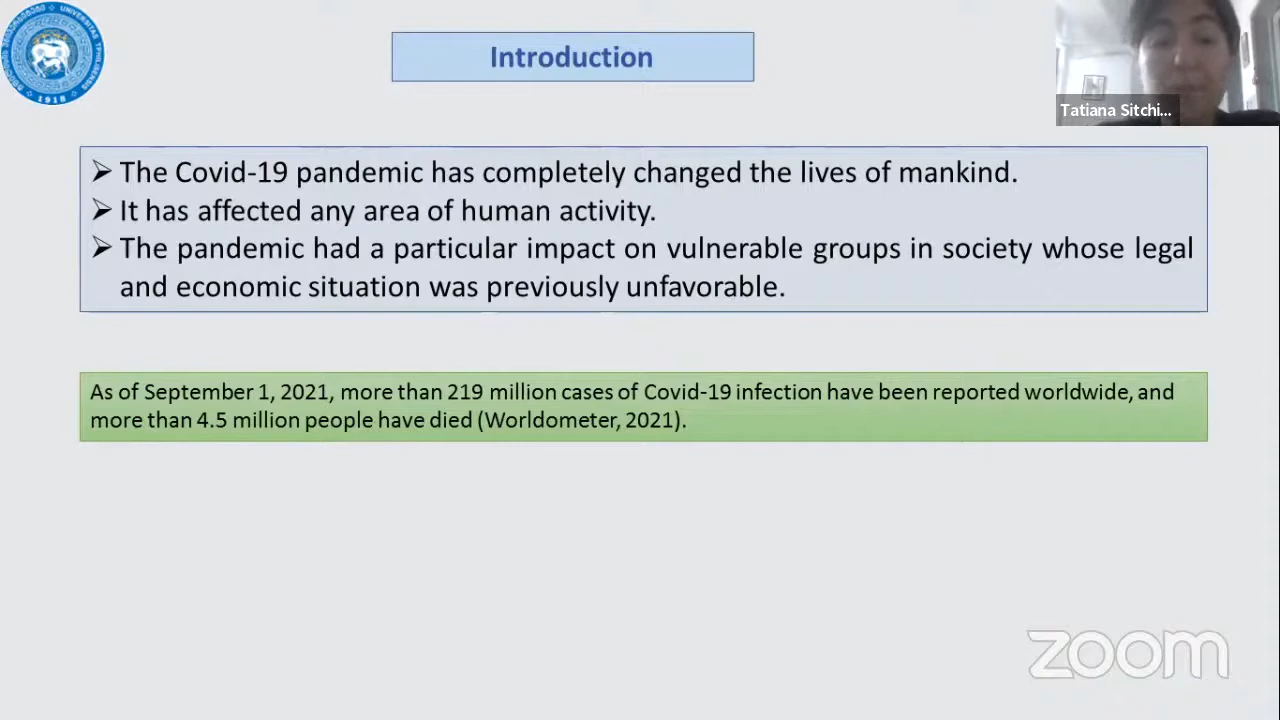 UNIVERSITAS
1918
Introduction
Tatiana Sitchi...
➢ The Covid-19 pandemic has completely changed the lives of mankind.
➢ It has affected any area of human activity.
➢ The pandemic had a particular impact on vulnerable groups in society whose legal
and economic situation was previously unfavorable.
As of September 1, 2021, more than 219 million cases of Covid-19 infection have been reported worldwide, and
more than 4.5 million people have died (Worldometer, 2021).
zoom